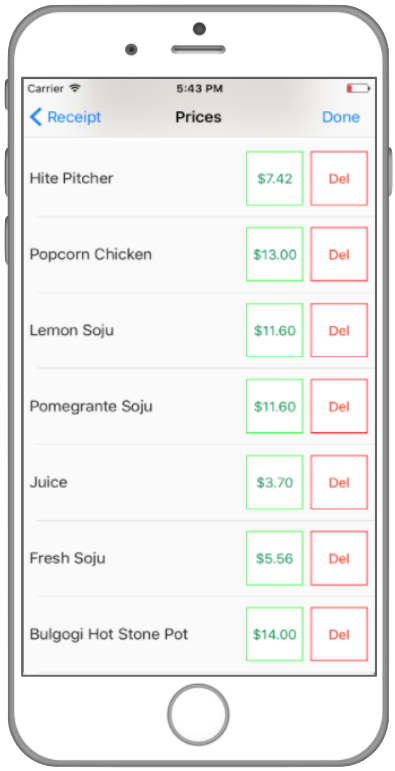 Carrier 5:43 PM
Receipt Prices Done
Hite Pitcher $7.42 Del
Popcorn Chicken $13.00 Del
Lemon Soju $11.60 Del
Pomegrante Soju $11.60 Del
Juice $3.70 Del
Fresh Soju $5.56 Del
Bulgogi Hot Stone Pot $14.00 Del